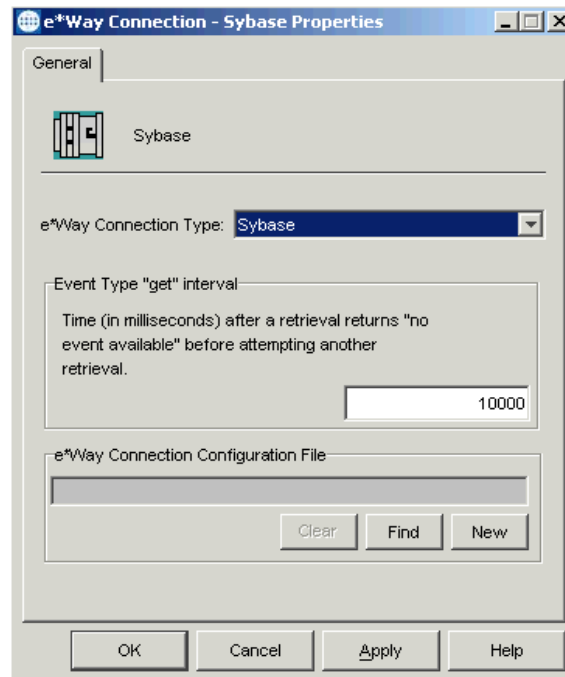 e*Way Connection - Sybase Properties
General
Sybase
e*Way Connection Type: Sybase
Event Type "get" interval
Time (in milliseconds) after a retrieval returns "no
event available" before attempting another
retrieval.
10000
e*Way Connection Configuration File
Clear Find New
OK Cancel Apply Help